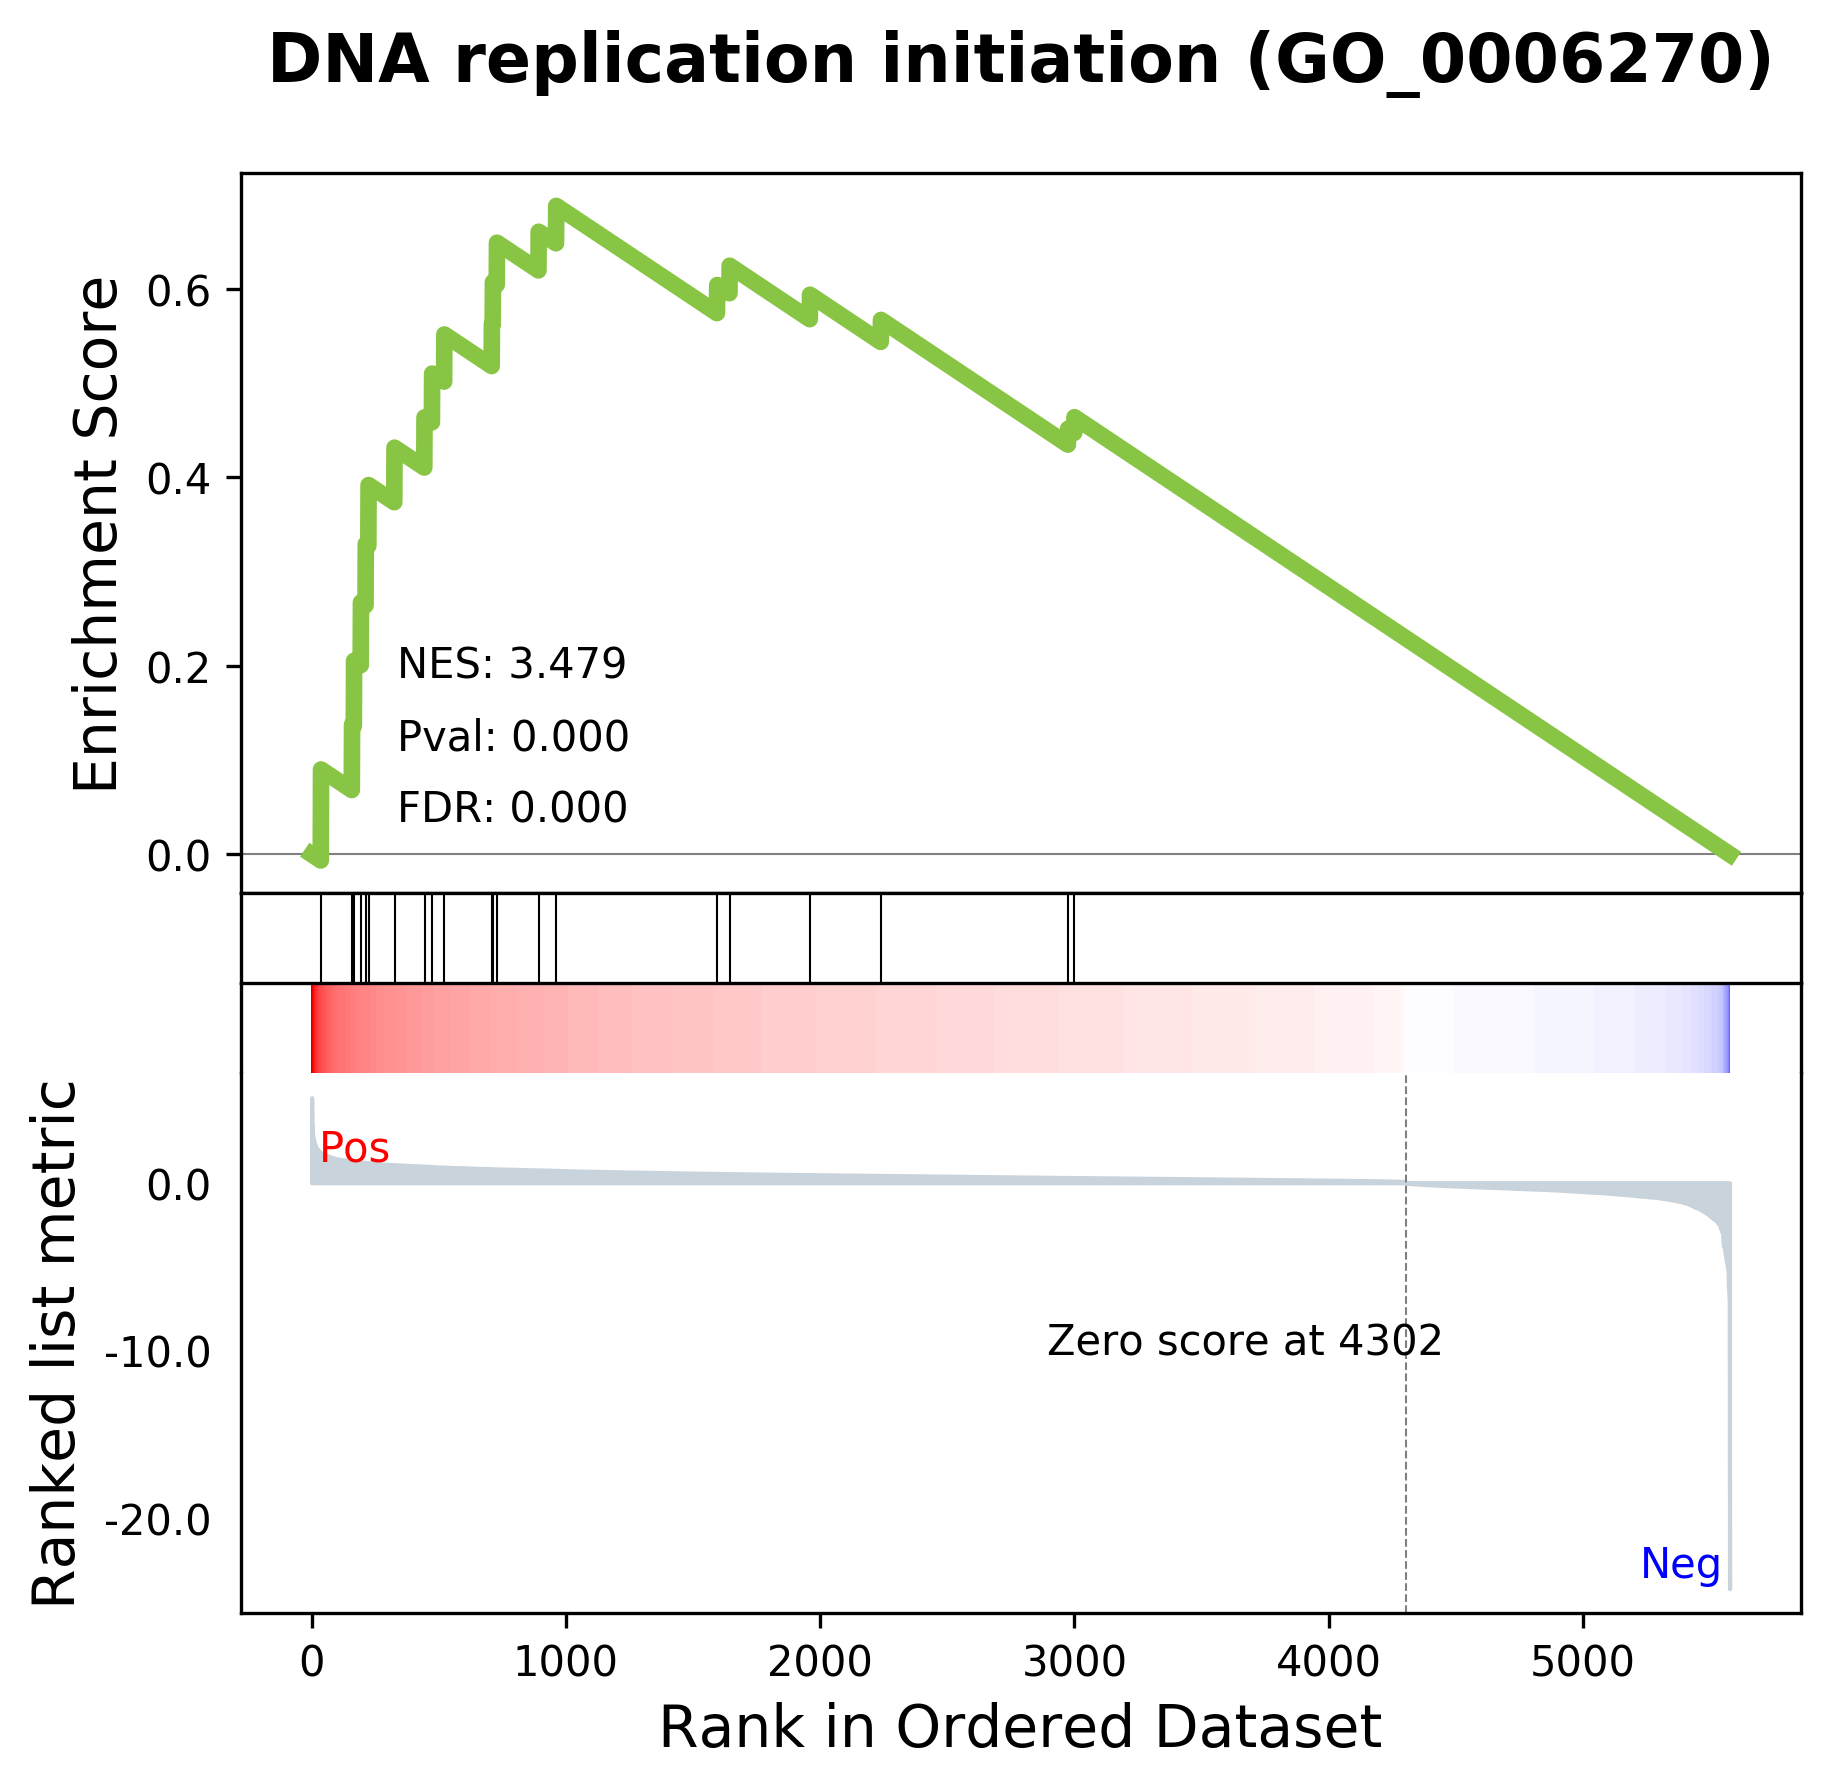 DNA replication initiation (GO_0006270)
Enrichment Score
0.6
0.4
0.2
0.0
NES: 3.479
Pval: 0.000
FDR: 0.000
Ranked list metric
Pos
0.0
-10.0
-20.0
Zero score at 4302
Neg
0 1000 2000 3000 4000 5000
Rank in Ordered Dataset